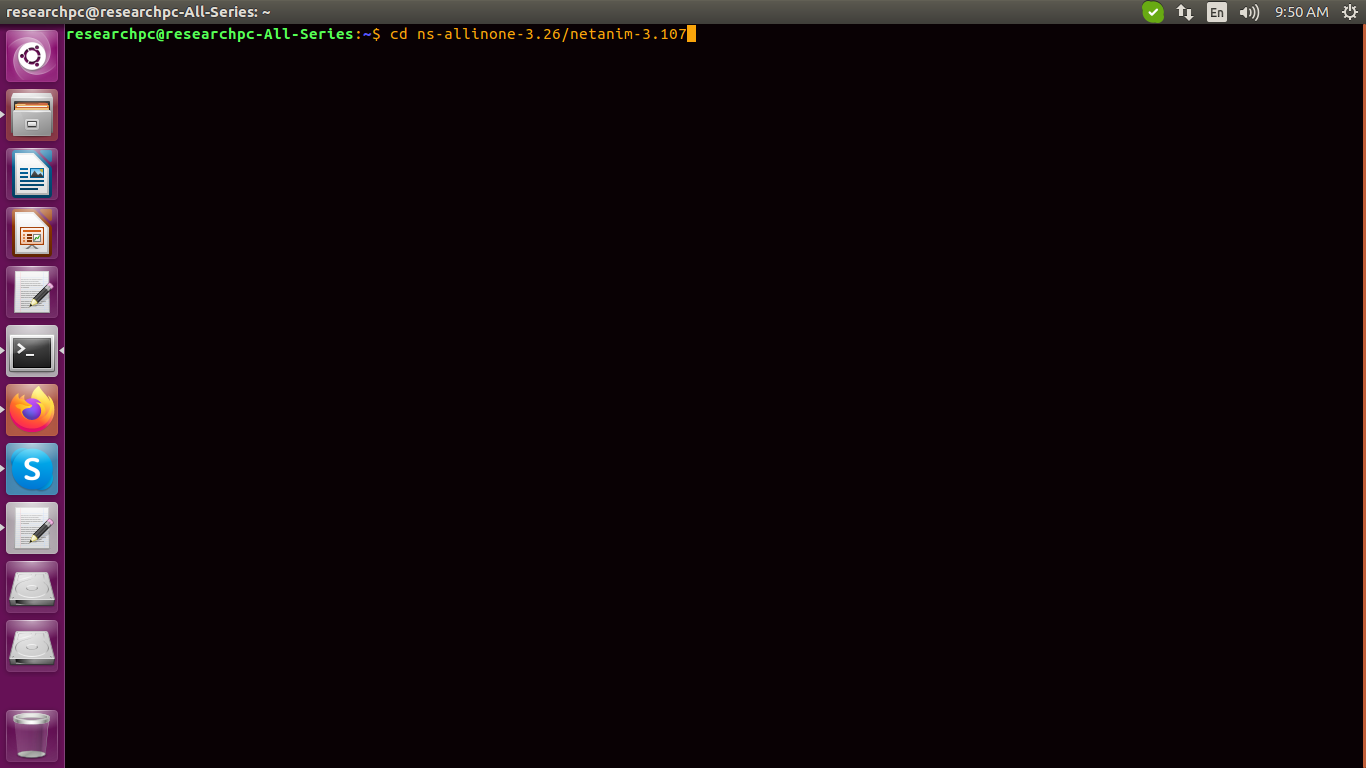 researchpc@researchpc-All-Series: ~
En
9:50 AM
researchpc@researchpc-All-Series:~$ cd ns-allinone-3.26/netanim-3.107
>_
S